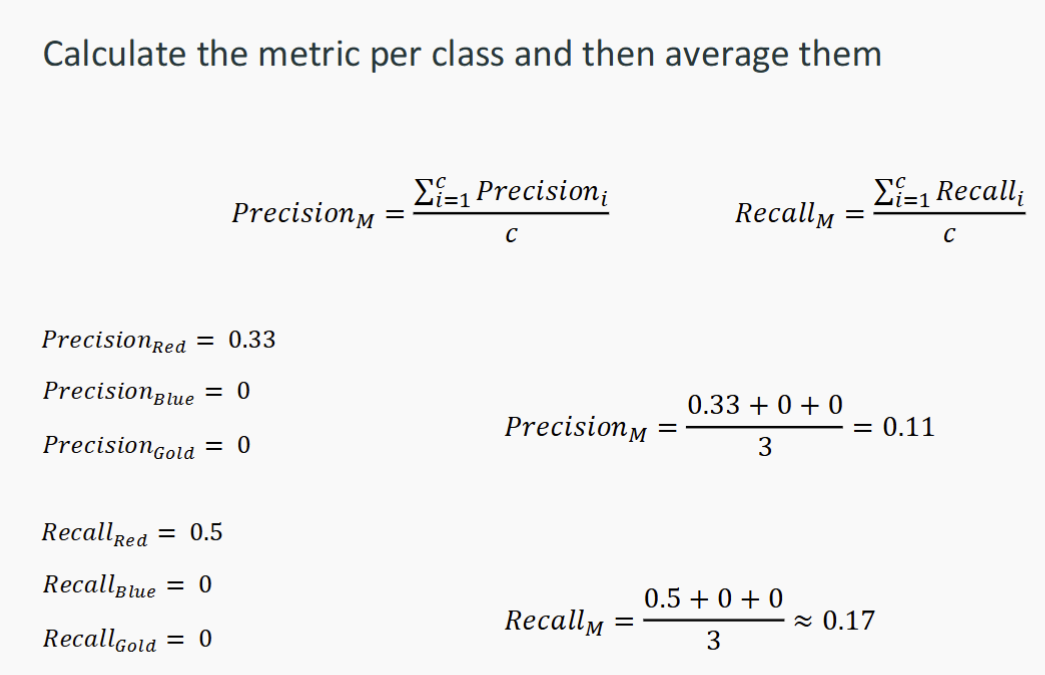 Calculate the metric per class and then average them
Precision_M = \frac{\sum_{i=1}^{c} Precision_i}{c}
Recall_M = \frac{\sum_{i=1}^{c} Recall_i}{c}
Precision_{Red} = 0.33
Precision_{Blue} = 0
Precision_{Gold} = 0
Precision_M = \frac{0.33 + 0 + 0}{3} = 0.11
Recall_{Red} = 0.5
Recall_{Blue} = 0
Recall_{Gold} = 0
Recall_M = \frac{0.5 + 0 + 0}{3} ≈ 0.17